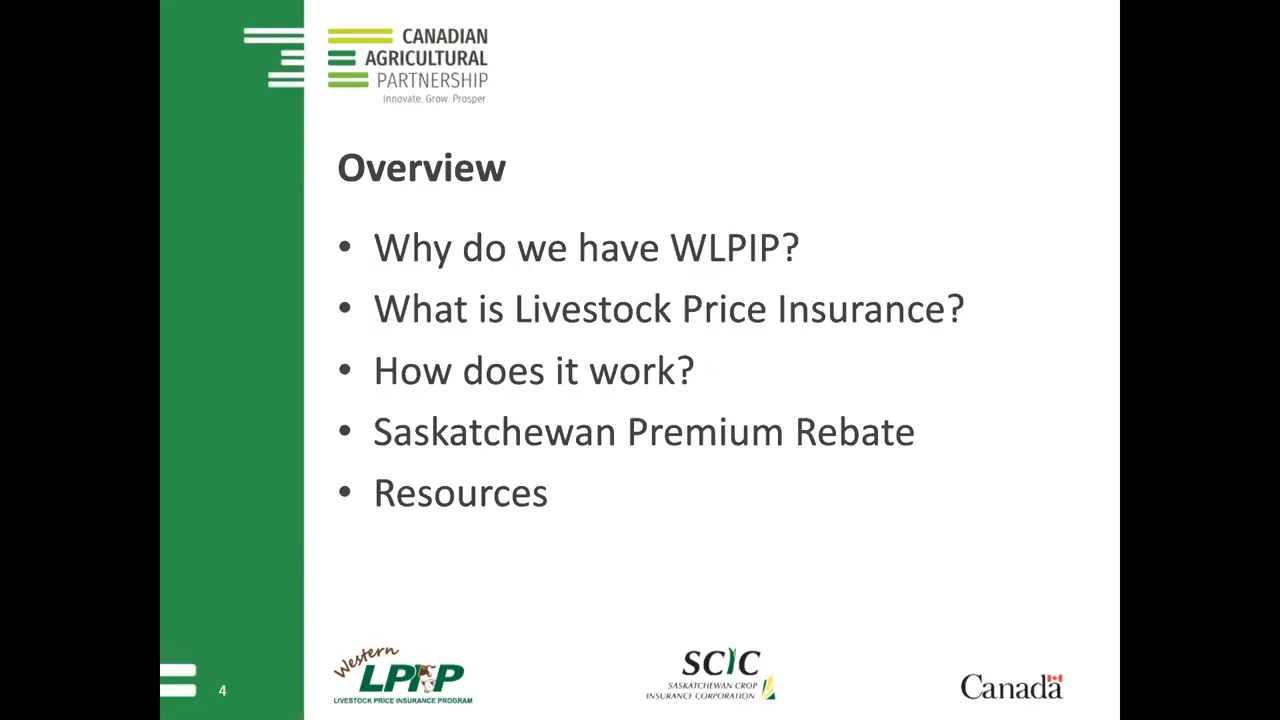 CANADIAN
AGRICULTURAL
PARTNERSHIP
Innovate. Grow. Prosper.
Overview
• Why do we have WLPIP?
• What is Livestock Price Insurance?
• How does it work?
• Saskatchewan Premium Rebate
• Resources
4
Western
LPIP
LIVESTOCK PRICE INSURANCE PROGRAM
SCIC
SASKATCHEWAN CROP
INSURANCE CORPORATION
Canada